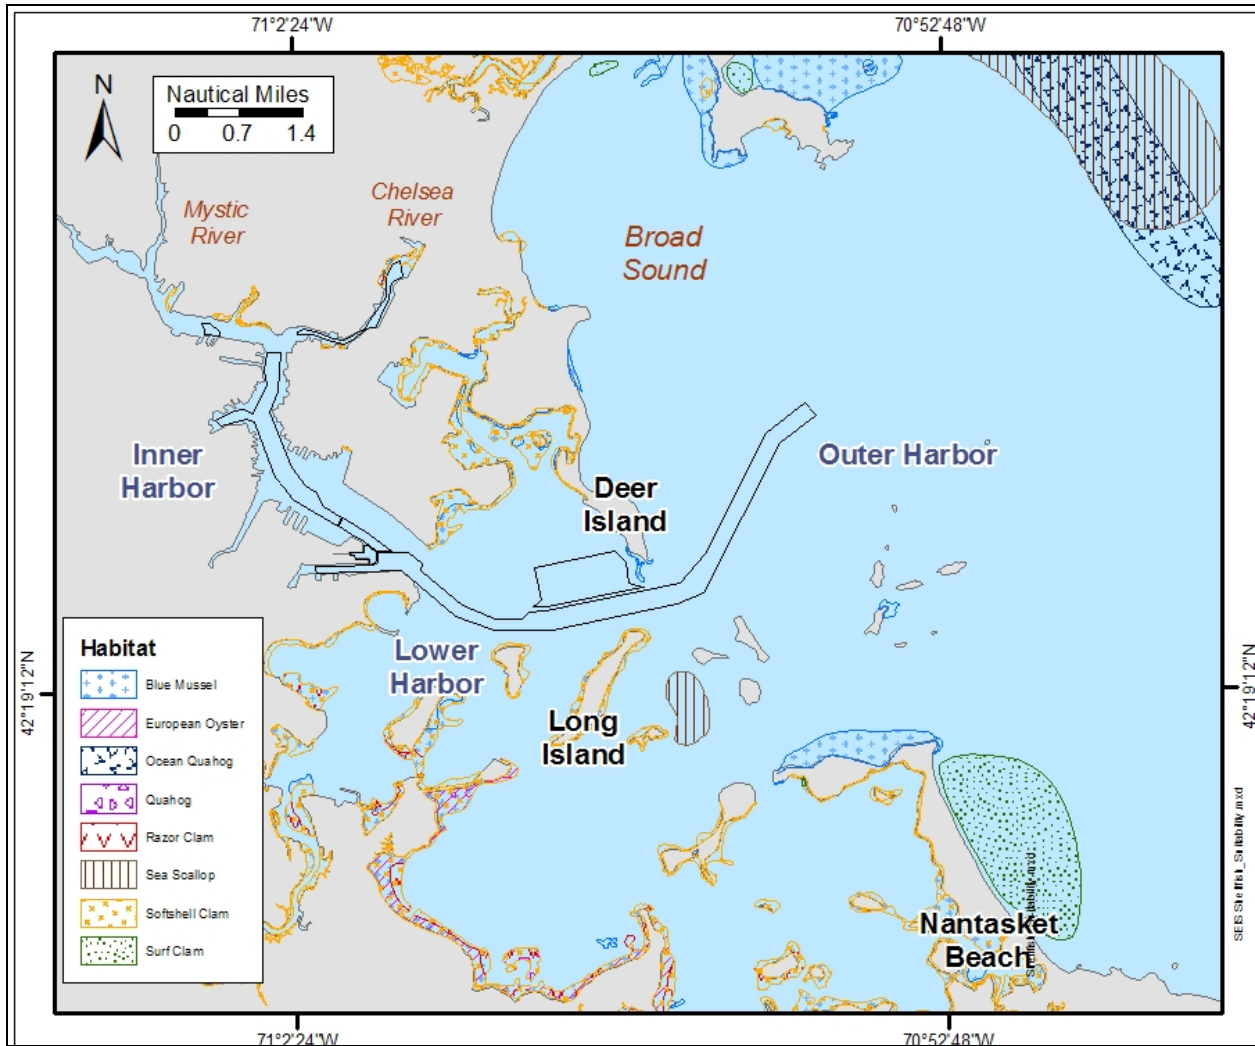 71°2'24"W
70°52'48"W
N
Nautical Miles
0 0.7 1.4
Mystic
River
Chelsea
River
Broad
Sound
Inner
Harbor
Outer Harbor
Deer
Island
Lower
Harbor
Long
Island
Nantasket
Beach
Habitat
Blue Mussel
European Oyster
Ocean Quahog
Quahog
Razor Clam
Sea Scallop
Softshell Clam
Surf Clam
42°19'12"N
42°19'12"N
SEIS Shellfish_Suitability.mxd
71°2'24"W
70°52'48"W